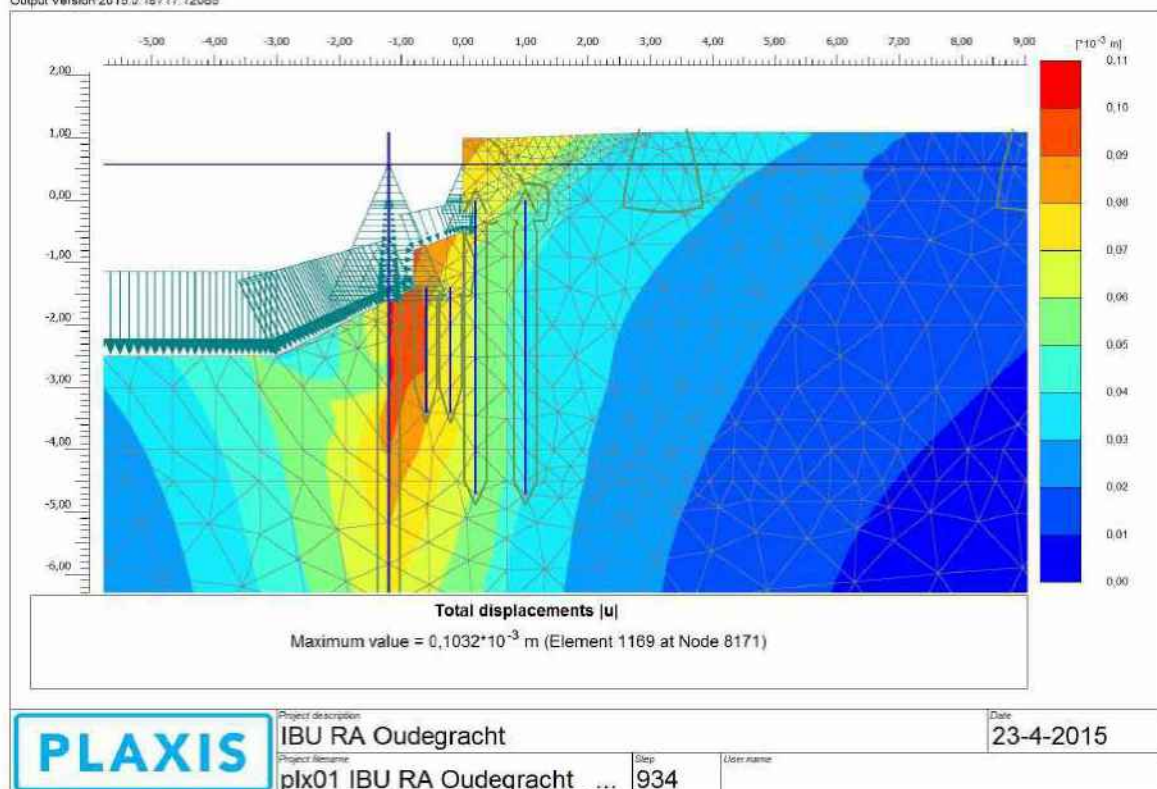 -5,00 -4,00 -3,00 -2,00 -1,00 0,00 1,00 2,00 3,00 4,00 5,00 6,00 7,00 8,00 9,00
[*10⁻³ m]
2,00
1,00
0,00
-1,00
-2,00
-3,00
-4,00
-5,00
-6,00
0,11
0,10
0,09
0,08
0,07
0,06
0,05
0,04
0,03
0,02
0,01
0,00
Total displacements |u|
Maximum value = 0,1032*10⁻³ m (Element 1169 at Node 8171)
PLAXIS
Project description
IBU RA Oudegracht
Date
23-4-2015
Project filename
plx01 IBU RA Oudegracht ...
Step
934
User name